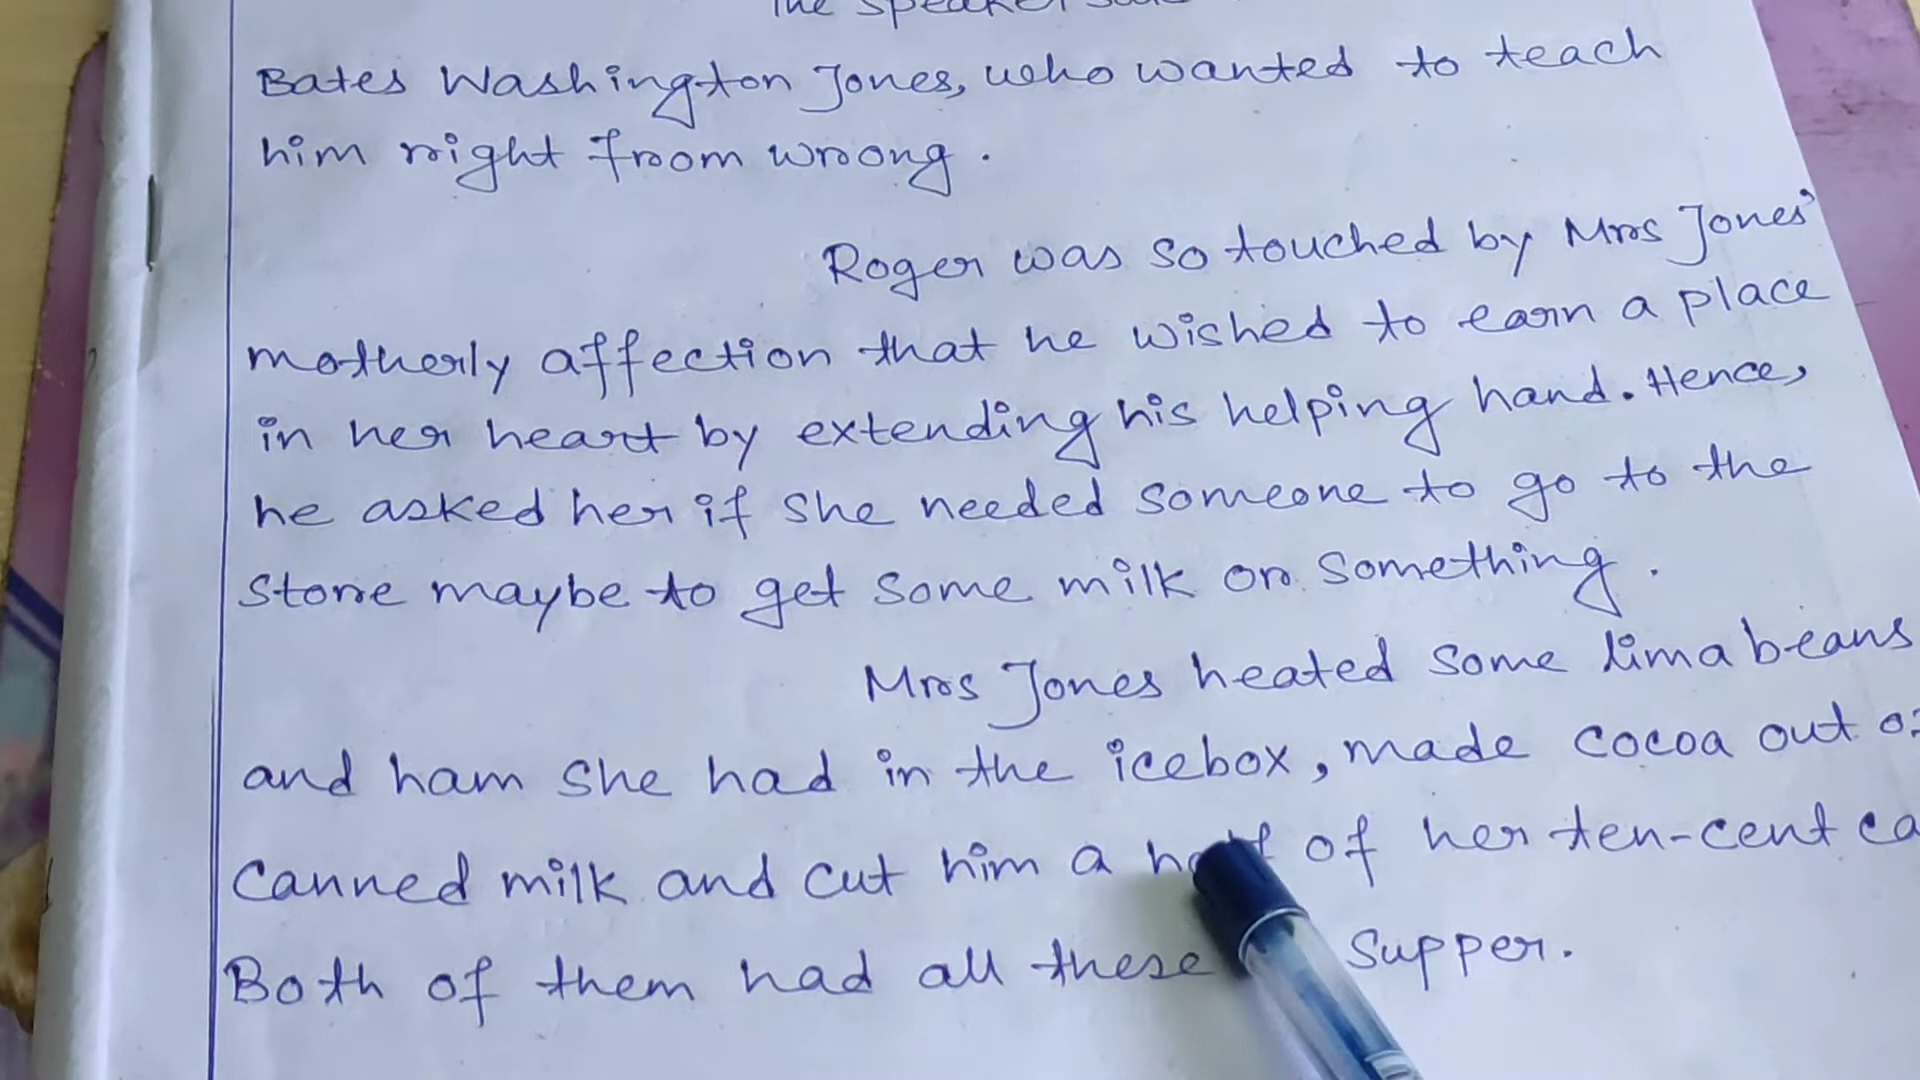 The speaker
Bates Washington Jones, who wanted to teach
him right from wrong.
Roger was so touched by Mrs Jones'
motherly affection that he wished to earn a place
in her heart by extending his helping hand. Hence,
he asked her if she needed someone to go to the
store maybe to get some milk or something.
Mrs Jones heated some lima beans
and ham she had in the icebox, made cocoa out
canned milk and cut him a half of her ten-cent
Both of them had all these supper.